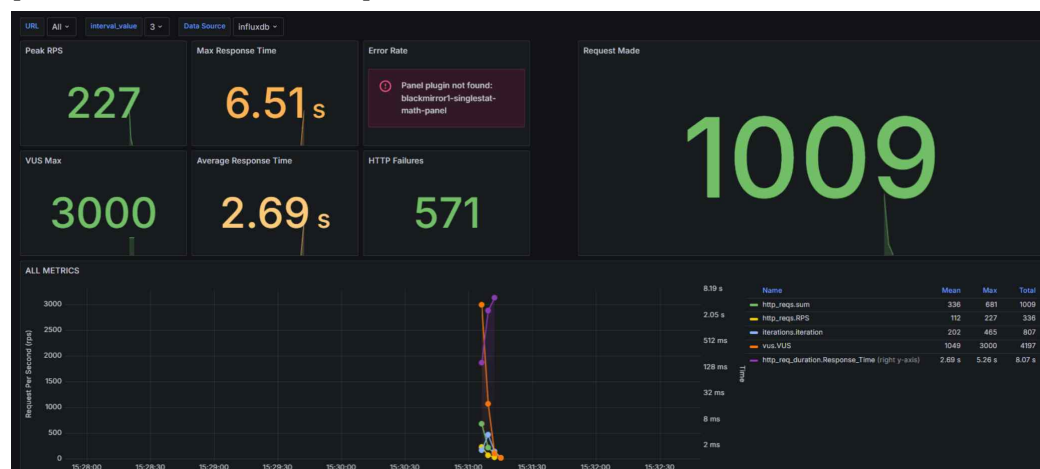 URL All interval_value 3 Data Source influxdb
Peak RPS
227
Max Response Time
6.51 s
Error Rate
Panel plugin not found:
blackmirror1-singlestat-
math-panel
Request Made
1009
VUS Max
3000
Average Response Time
2.69 s
HTTP Failures
571
ALL METRICS
Request Per Second (rps)
3000
2500
2000
1500
1000
500
0
15:28:00 15:28:30 15:29:00 15:29:30 15:30:00 15:30:30 15:31:00 15:31:30 15:32:00 15:32:30
8.19 s
2.05 s
512 ms
128 ms
32 ms
8 ms
2 ms
Time
Name Mean Max Total
http_reqs.sum 336 681 1009
http_reqs.RPS 112 227 336
iterations.iteration 202 465 807
vus.VUS 1049 3000 4197
http_req_duration.Response_Time (right y-axis) 2.69 s 5.26 s 8.07 s